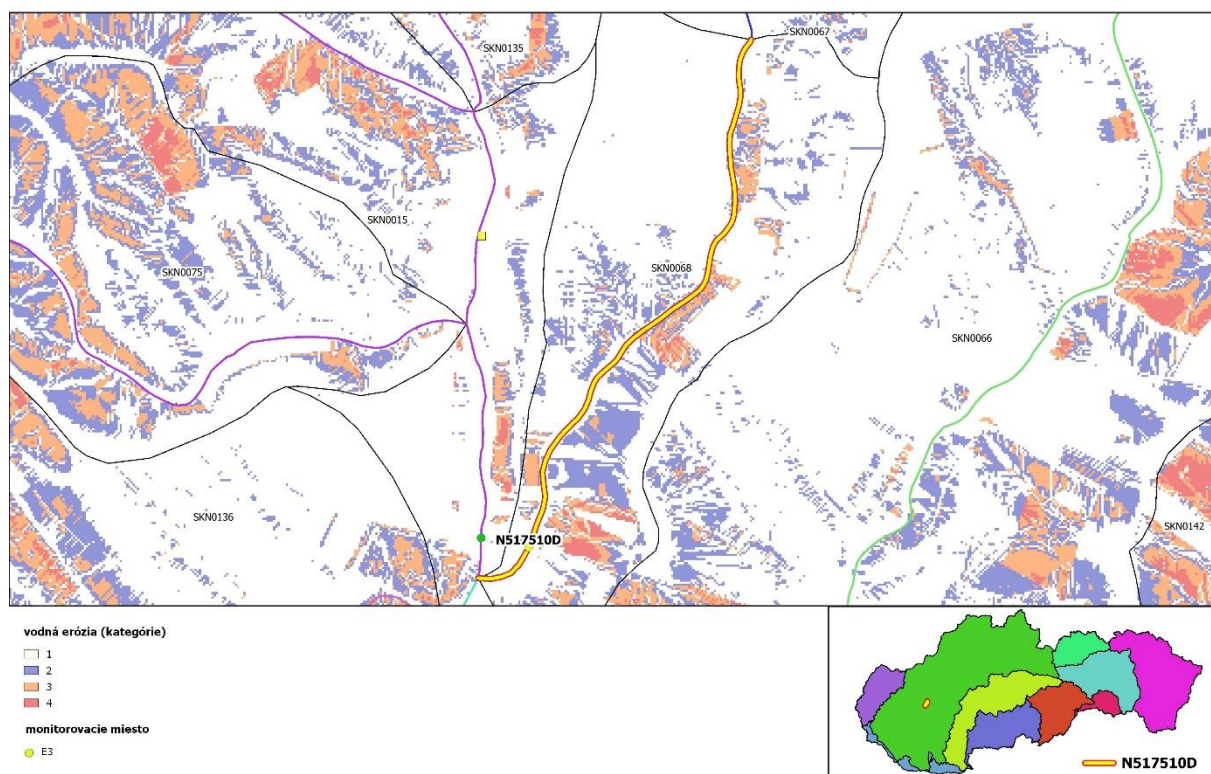 SKN0135
SKN0067
SKN0015
SKN0075
SKN0068
SKN0066
SKN0136
SKN0142
N517510D
vodná erózia (kategórie)
1
2
3
4
monitorovacie miesto
E3
N517510D